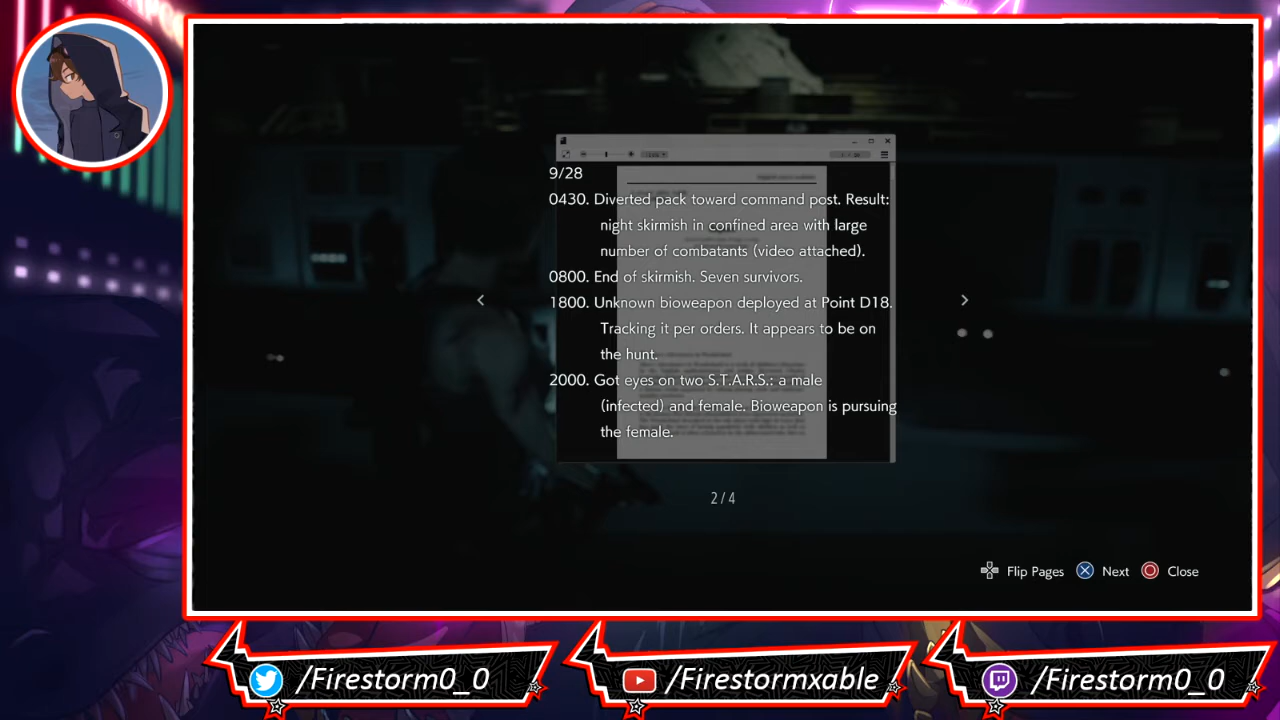 9/28
0430. Diverted pack toward command post. Result:
night skirmish in confined area with large
number of combatants (video attached).
0800. End of skirmish. Seven survivors.
1800. Unknown bioweapon deployed at Point D18.
Tracking it per orders. It appears to be on
the hunt.
2000. Got eyes on two S.T.A.R.S.: a male
(infected) and female. Bioweapon is pursuing
the female.
2 / 4
Flip Pages Next Close
/Firestorm0_0 /Firestormxable /Firestorm0_0